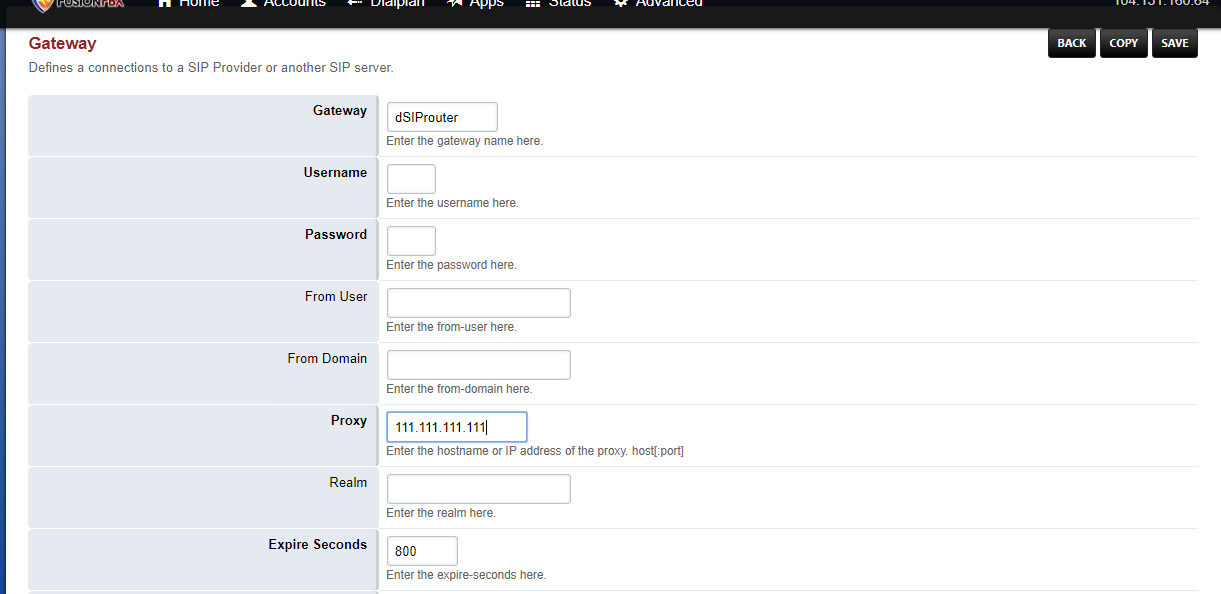 FUSIONPBX Home Accounts Dialplan Apps Status Advanced 104.131.160.64
Gateway BACK COPY SAVE
Defines a connections to a SIP Provider or another SIP server.
Gateway dSIProuter
Enter the gateway name here.
Username
Enter the username here.
Password
Enter the password here.
From User
Enter the from-user here.
From Domain
Enter the from-domain here.
Proxy 111.111.111.111
Enter the hostname or IP address of the proxy. host[:port]
Realm
Enter the realm here.
Expire Seconds 800
Enter the expire-seconds here.